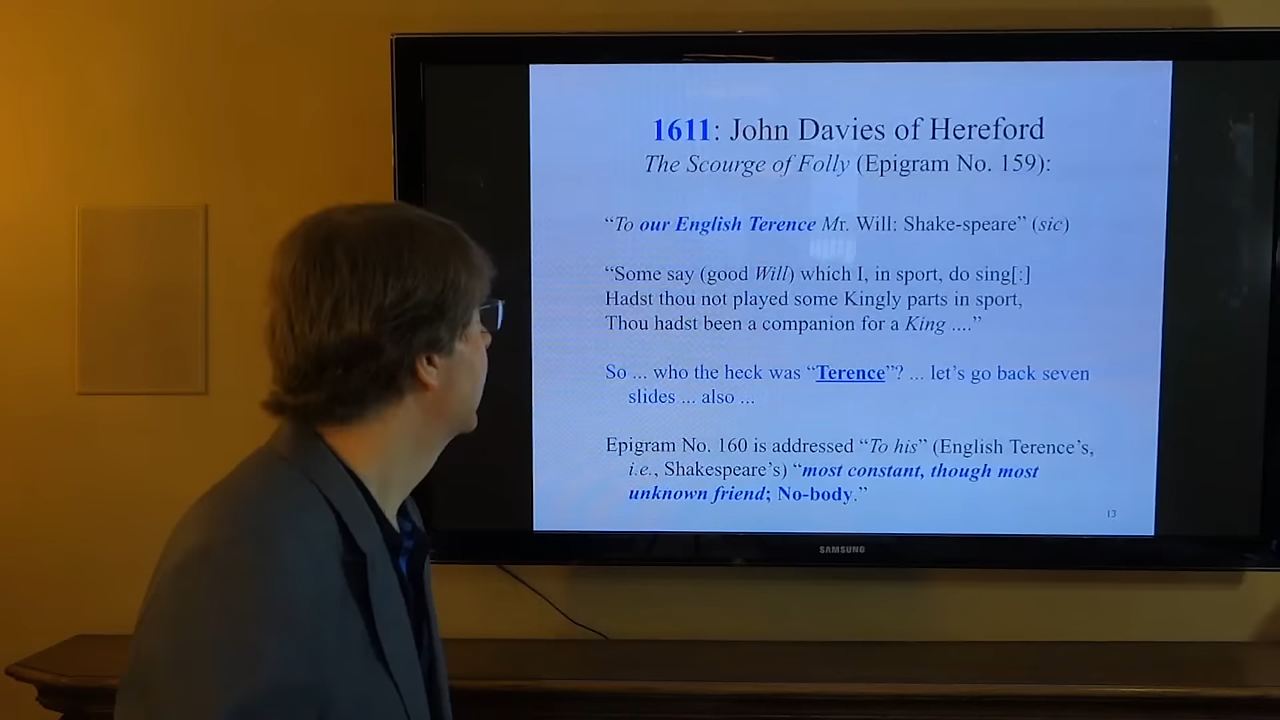 1611: John Davies of Hereford
The Scourge of Folly (Epigram No. 159):
“To our English Terence Mr. Will: Shake-speare” (sic)
“Some say (good Will) which I, in sport, do sing[:]
Hadst thou not played some Kingly parts in sport,
Thou hadst been a companion for a King ....”
So ... who the heck was “Terence”? ... let’s go back seven
slides ... also ...
Epigram No. 160 is addressed “To his” (English Terence’s,
i.e., Shakespeare’s) “most constant, though most
unknown friend; No-body.”
13
SAMSUNG